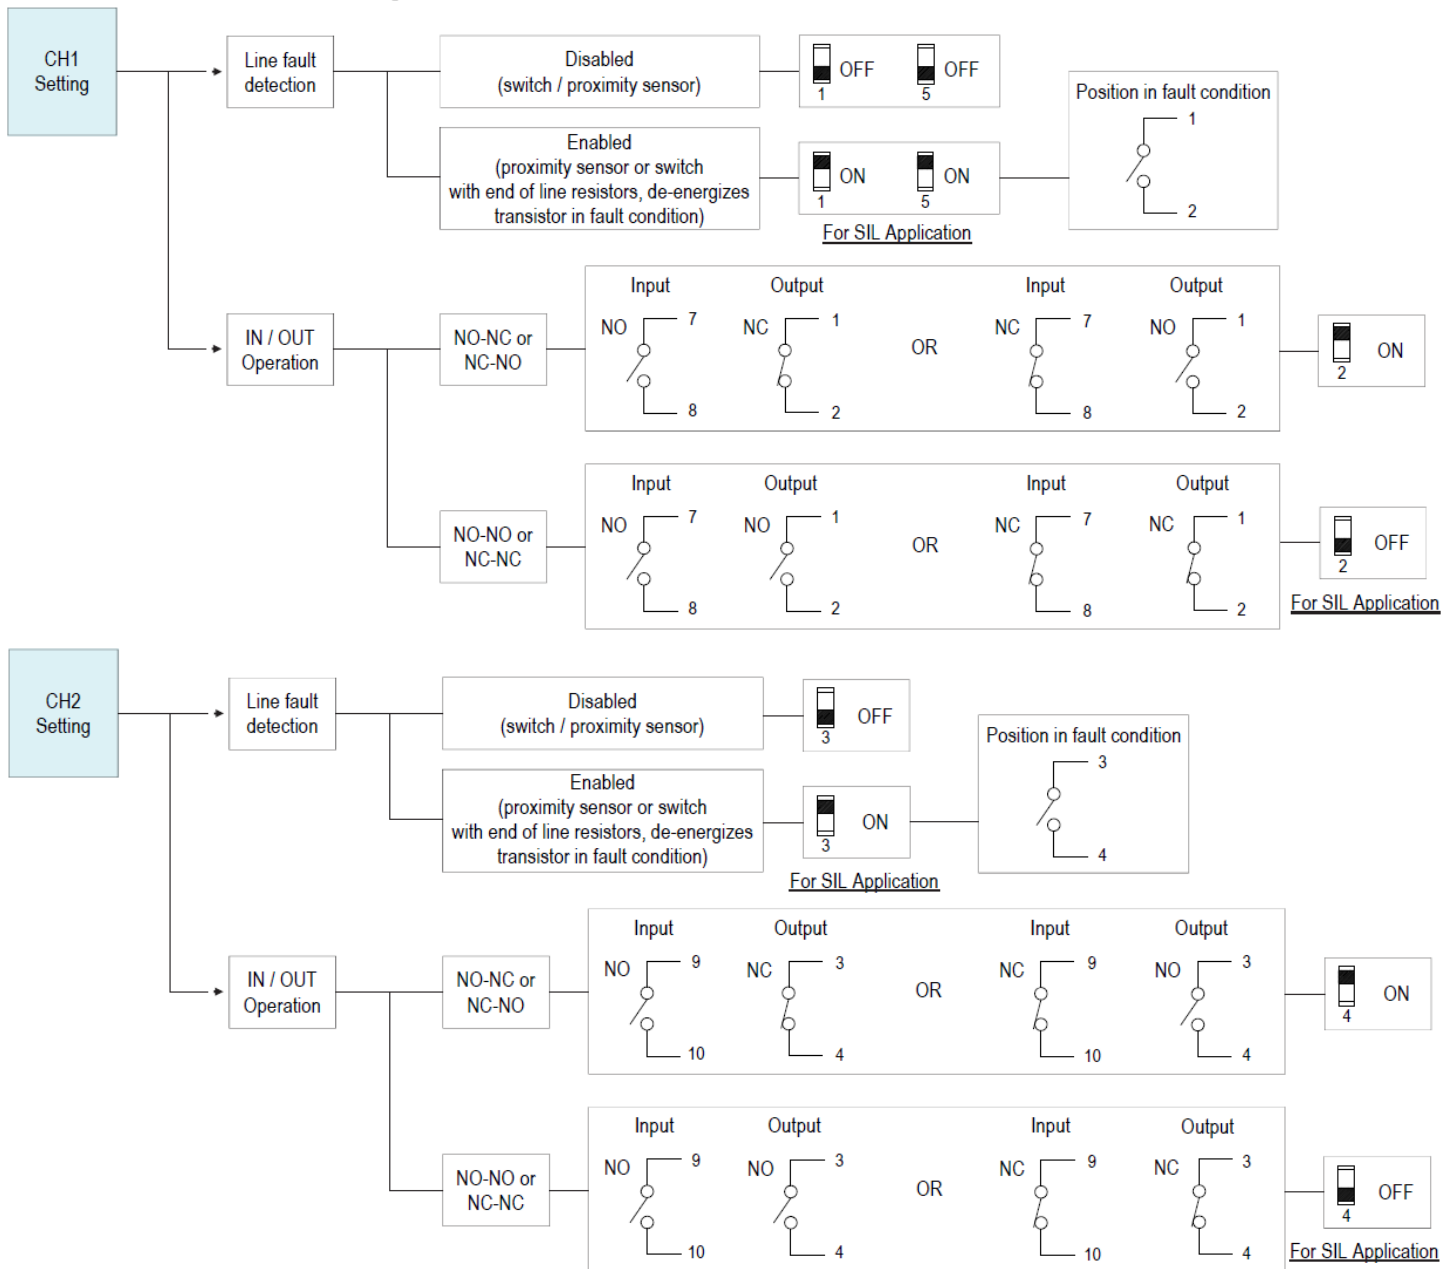 CH1
Setting
Line fault
detection
Disabled
(switch / proximity sensor)
OFF
OFF
1
5
Enabled
(proximity sensor or switch
with end of line resistors, de-energizes
transistor in fault condition)
ON
ON
1
5
For SIL Application
Position in fault condition
1
2
IN / OUT
Operation
NO-NC or
NC-NO
Input
Output
Input
Output
NO
7
NC
1
OR
NC
7
NO
1
8
2
8
2
ON
2
NO-NO or
NC-NC
Input
Output
Input
Output
NO
7
NO
1
OR
NC
7
NC
1
8
2
8
2
OFF
2
For SIL Application
CH2
Setting
Line fault
detection
Disabled
(switch / proximity sensor)
OFF
3
Enabled
(proximity sensor or switch
with end of line resistors, de-energizes
transistor in fault condition)
ON
3
For SIL Application
Position in fault condition
3
4
IN / OUT
Operation
NO-NC or
NC-NO
Input
Output
Input
Output
NO
9
NC
3
OR
NC
9
NO
3
10
4
10
4
ON
4
NO-NO or
NC-NC
Input
Output
Input
Output
NO
9
NO
3
OR
NC
9
NC
3
10
4
10
4
OFF
4
For SIL Application